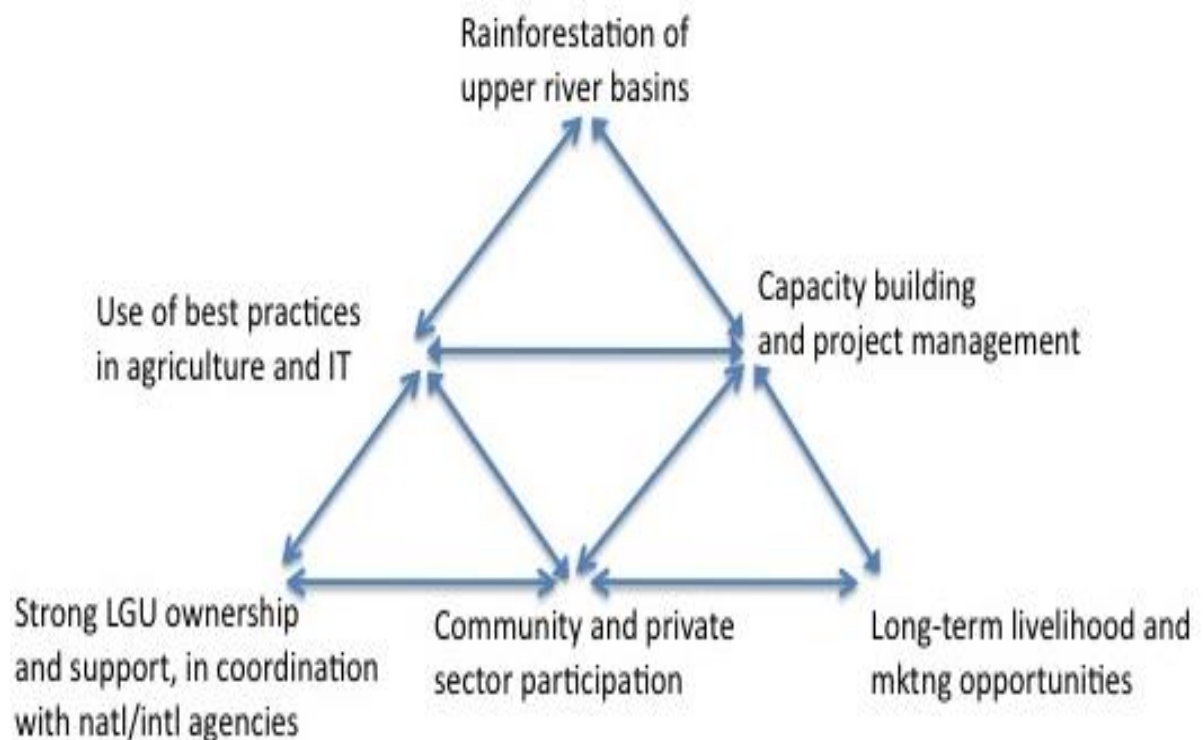 Rainforestation of
upper river basins
Use of best practices
in agriculture and IT
Capacity building
and project management
Strong LGU ownership
and support, in coordination
with natl/intl agencies
Community and private
sector participation
Long-term livelihood and
mktng opportunities